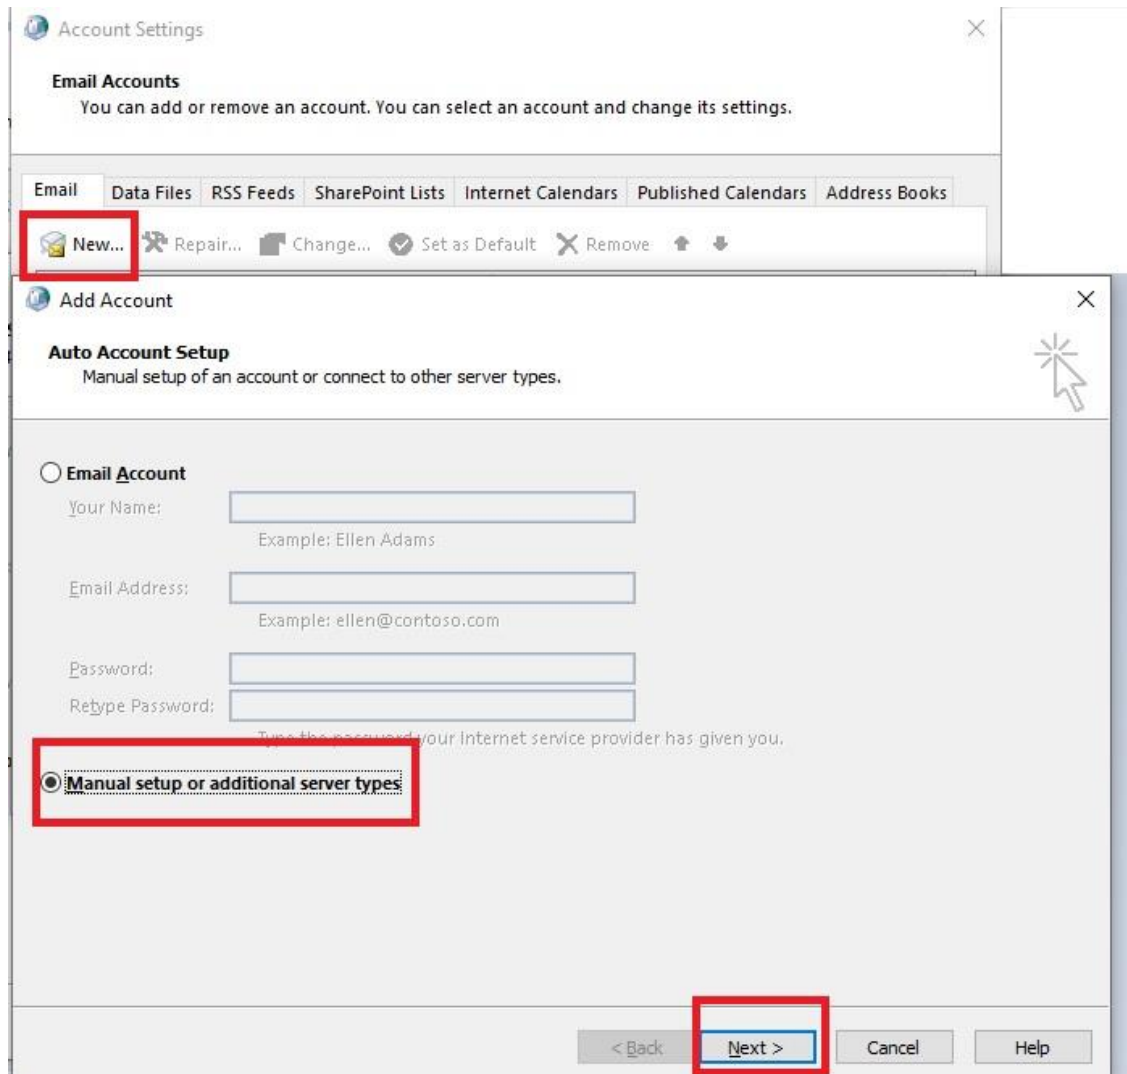 Account Settings
Email Accounts
You can add or remove an account. You can select an account and change its settings.
Email Data Files RSS Feeds SharePoint Lists Internet Calendars Published Calendars Address Books
New... Repair... Change... Set as Default Remove
Add Account
Auto Account Setup
Manual setup of an account or connect to other server types.
Email Account
Your Name:
Example: Ellen Adams
Email Address:
Example: ellen@contoso.com
Password:
Retype Password:
Type the password your Internet service provider has given you.
Manual setup or additional server types
< Back Next > Cancel Help